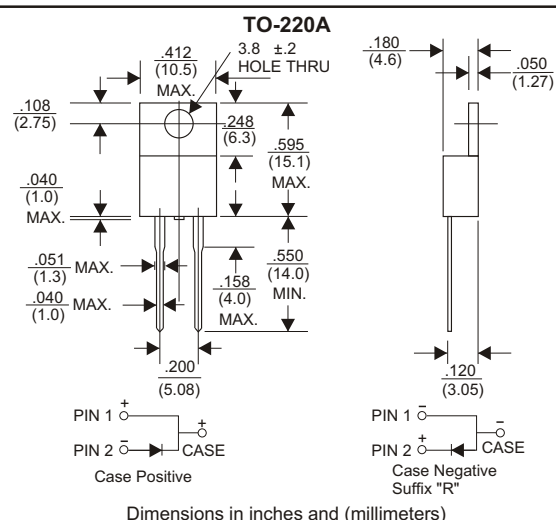 TO-220A
.412
(10.5)
MAX.
3.8 ±.2
HOLE THRU
.180
(4.6)
.050
(1.27)
.108
(2.75)
.248
(6.3)
.595
(15.1)
MAX.
.040
(1.0)
MAX.
.051
(1.3)
MAX.
.040
(1.0)
MAX.
.158
(4.0)
MAX.
.550
(14.0)
MIN.
.200
(5.08)
.120
(3.05)
PIN 1 +
PIN 2 -
+
CASE
Case Positive
PIN 1 -
PIN 2 +
-
CASE
Case Negative
Suffix "R"
Dimensions in inches and (millimeters)